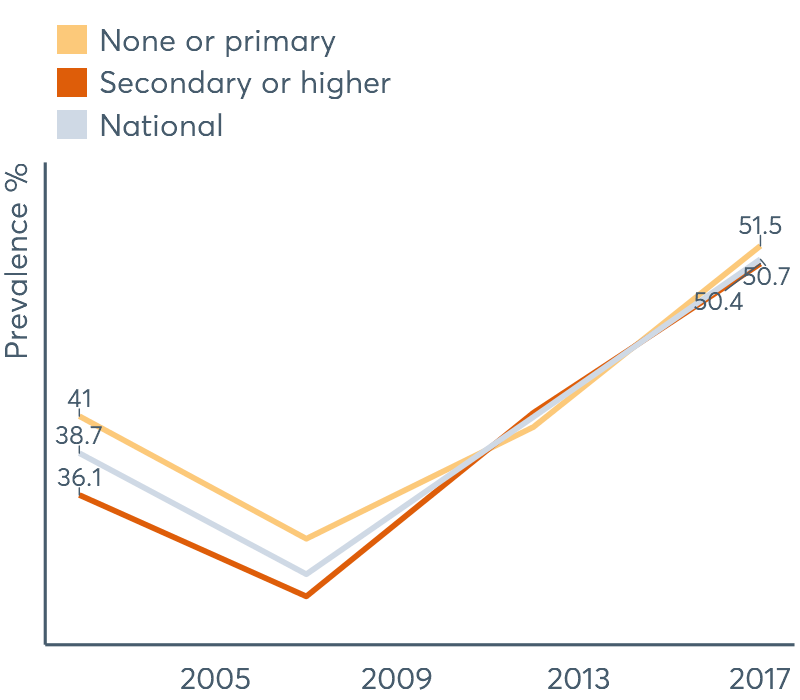 None or primary
Secondary or higher
National
Prevalence %
51.5
50.7
50.4
41
38.7
36.1
2005 2009 2013 2017